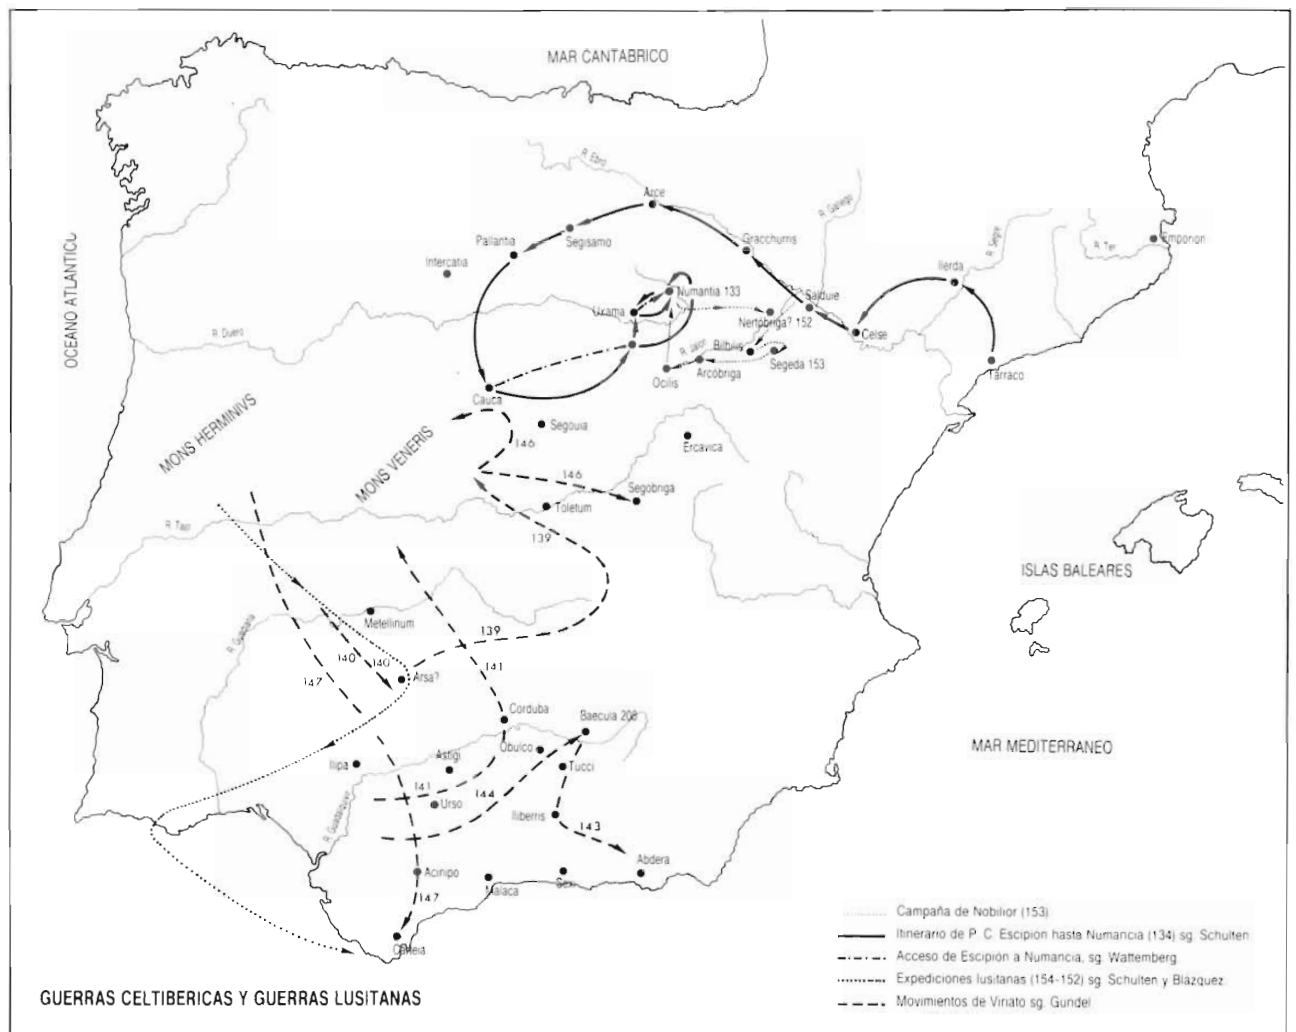 MAR CANTABRICO
OCEANO ATLANTICO
R. Ebro
Arce
R. Gállego
Pallantia
Segisamo
Gracchurris
R. Segre
R. Ter
Emporion
Intercatia
Ilerda
Numantia 133
Salduie
Uxama
Nertobriga? 152
Celse
R. Duero
R. Jalon
Bilbilis
Segeda 153
Arcobriga
Ocilis
Tarraco
Cauca
MONS HERMINIVS
MONS VENERIS
Segouia
146
Ercavica
146
Segobriga
Toletum
R. Tajo
139
ISLAS BALEARES
Metellinum
R. Guadiana
139
140
140
141
147
Arsa?
Corduba
Baecula 208
Obulco
MAR MEDITERRANEO
Ilipa
Astigi
Tucci
141
144
Urso
Iliberris
143
R. Guadalquivir
Abdera
Acinipo
Malaca
Sexi
147
Carteia
Campaña de Nobilior (153)
Itinerario de P. C. Escipion hasta Numancia (134) sg. Schulten
Acceso de Escipión a Numancia, sg. Wattemberg
Expediciones lusitanas (154-152) sg. Schulten y Blázquez
Movimientos de Viriato sg. Gundel
GUERRAS CELTIBERICAS Y GUERRAS LUSITANAS